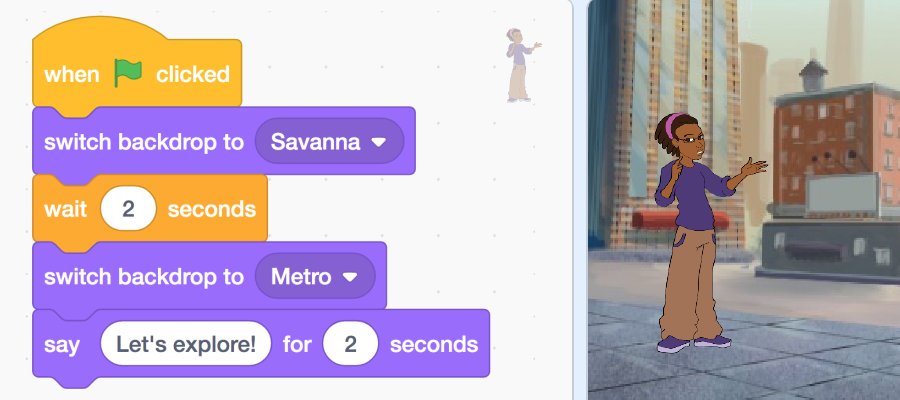 when clicked
switch backdrop to Savanna
wait 2 seconds
switch backdrop to Metro
say Let's explore! for 2 seconds